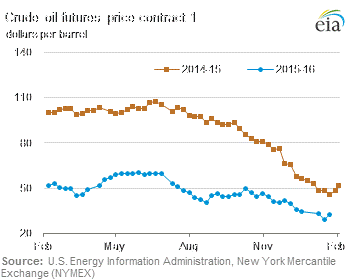 Crude oil futures price contract 1
dollars per barrel
eia
140
2014-15
2015-16
110
80
50
20
Feb
May
Aug
Nov
Feb
Source: U.S. Energy Information Administration, New York Mercantile
Exchange (NYMEX)